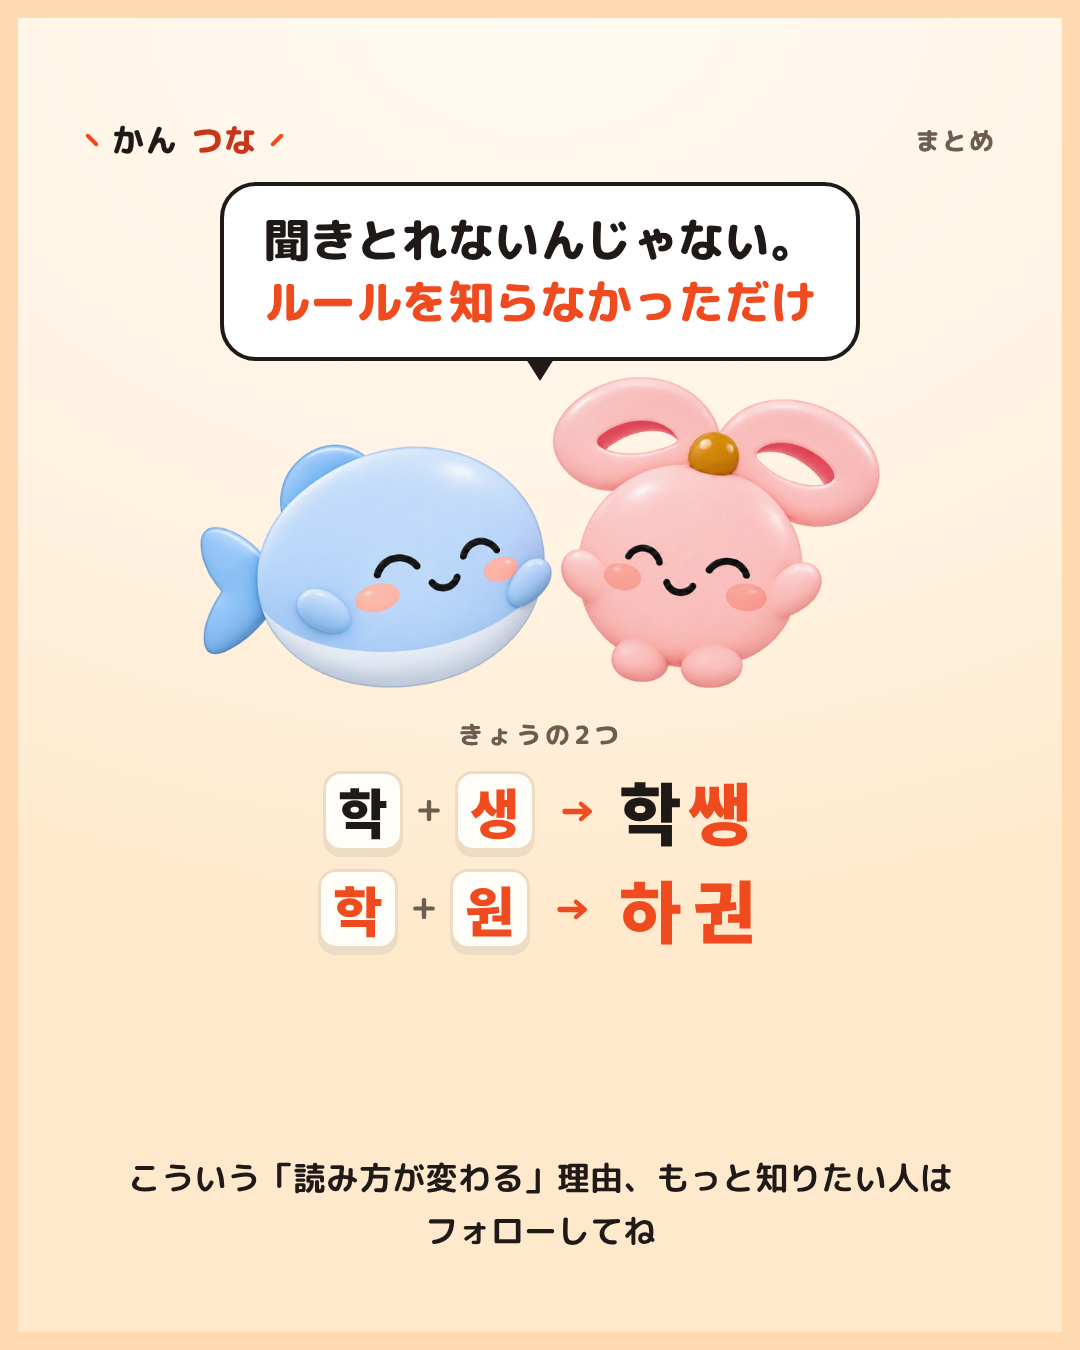 かん つな
まとめ
聞きとれないんじゃない。
ルールを知らなかっただけ
きょうの2つ
학 + 생 → 학쌩
학 + 원 → 하권
こういう「読み方が変わる」理由、もっと知りたい人は
フォローしてね